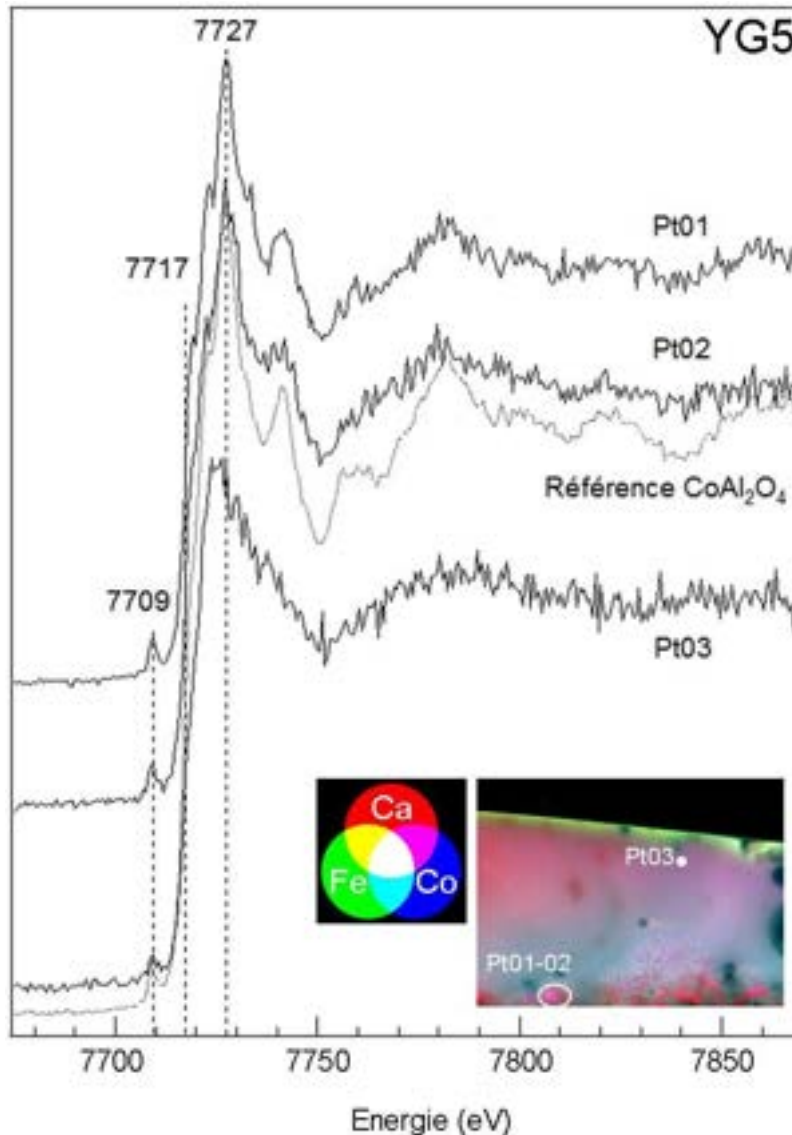 YG5
7727
Pt01
7717
Pt02
Référence CoAl₂O₄
7709
Pt03
Ca
Fe Co
Pt03
Pt01-02
7700 7750 7800 7850
Energie (eV)